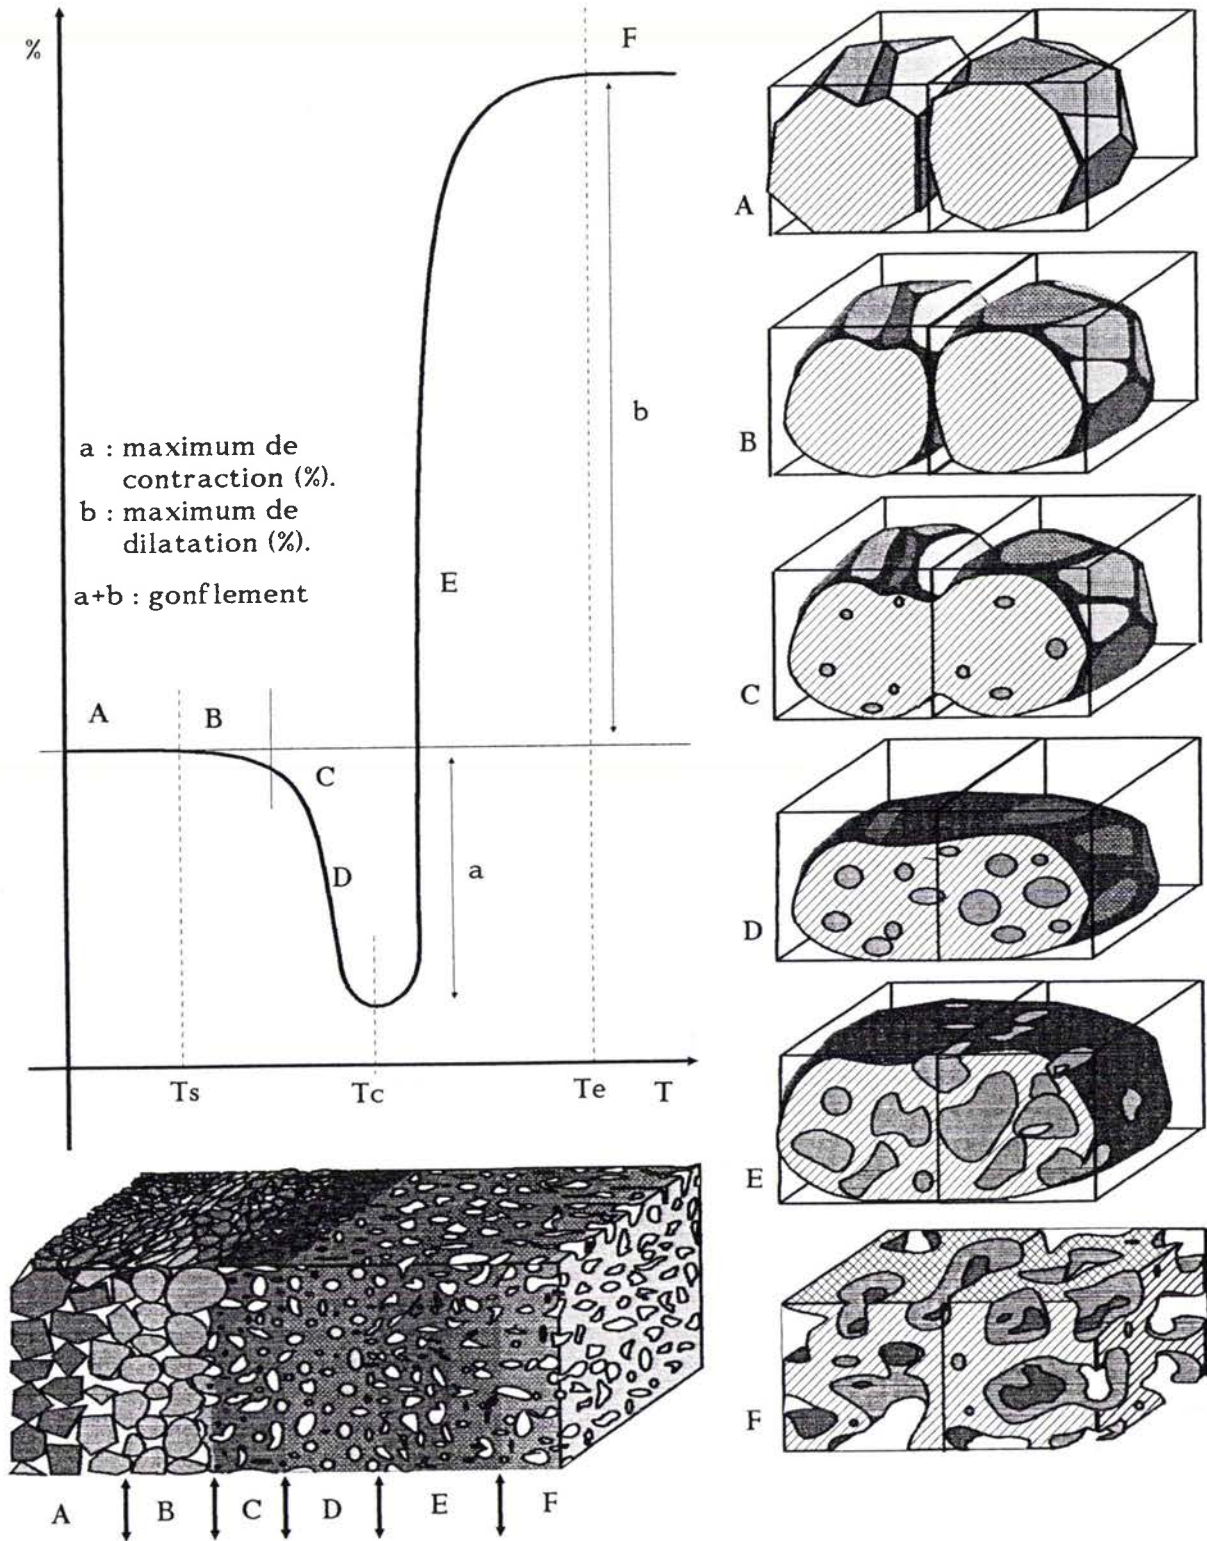 %
F
b
a : maximum de
contraction (%).
b : maximum de
dilatation (%).
a+b : gonflement
E
A
B
C
D
a
Ts
Tc
Te
T
A
B
C
D
E
F
A
B
C
D
E
F